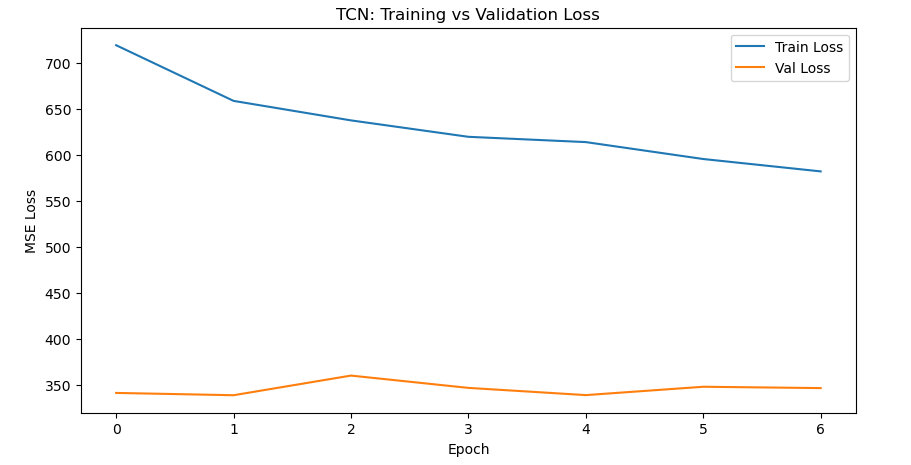 TCN: Training vs Validation Loss
Train Loss
Val Loss
700
650
600
550
500
450
400
350
MSE Loss
0 1 2 3 4 5 6
Epoch